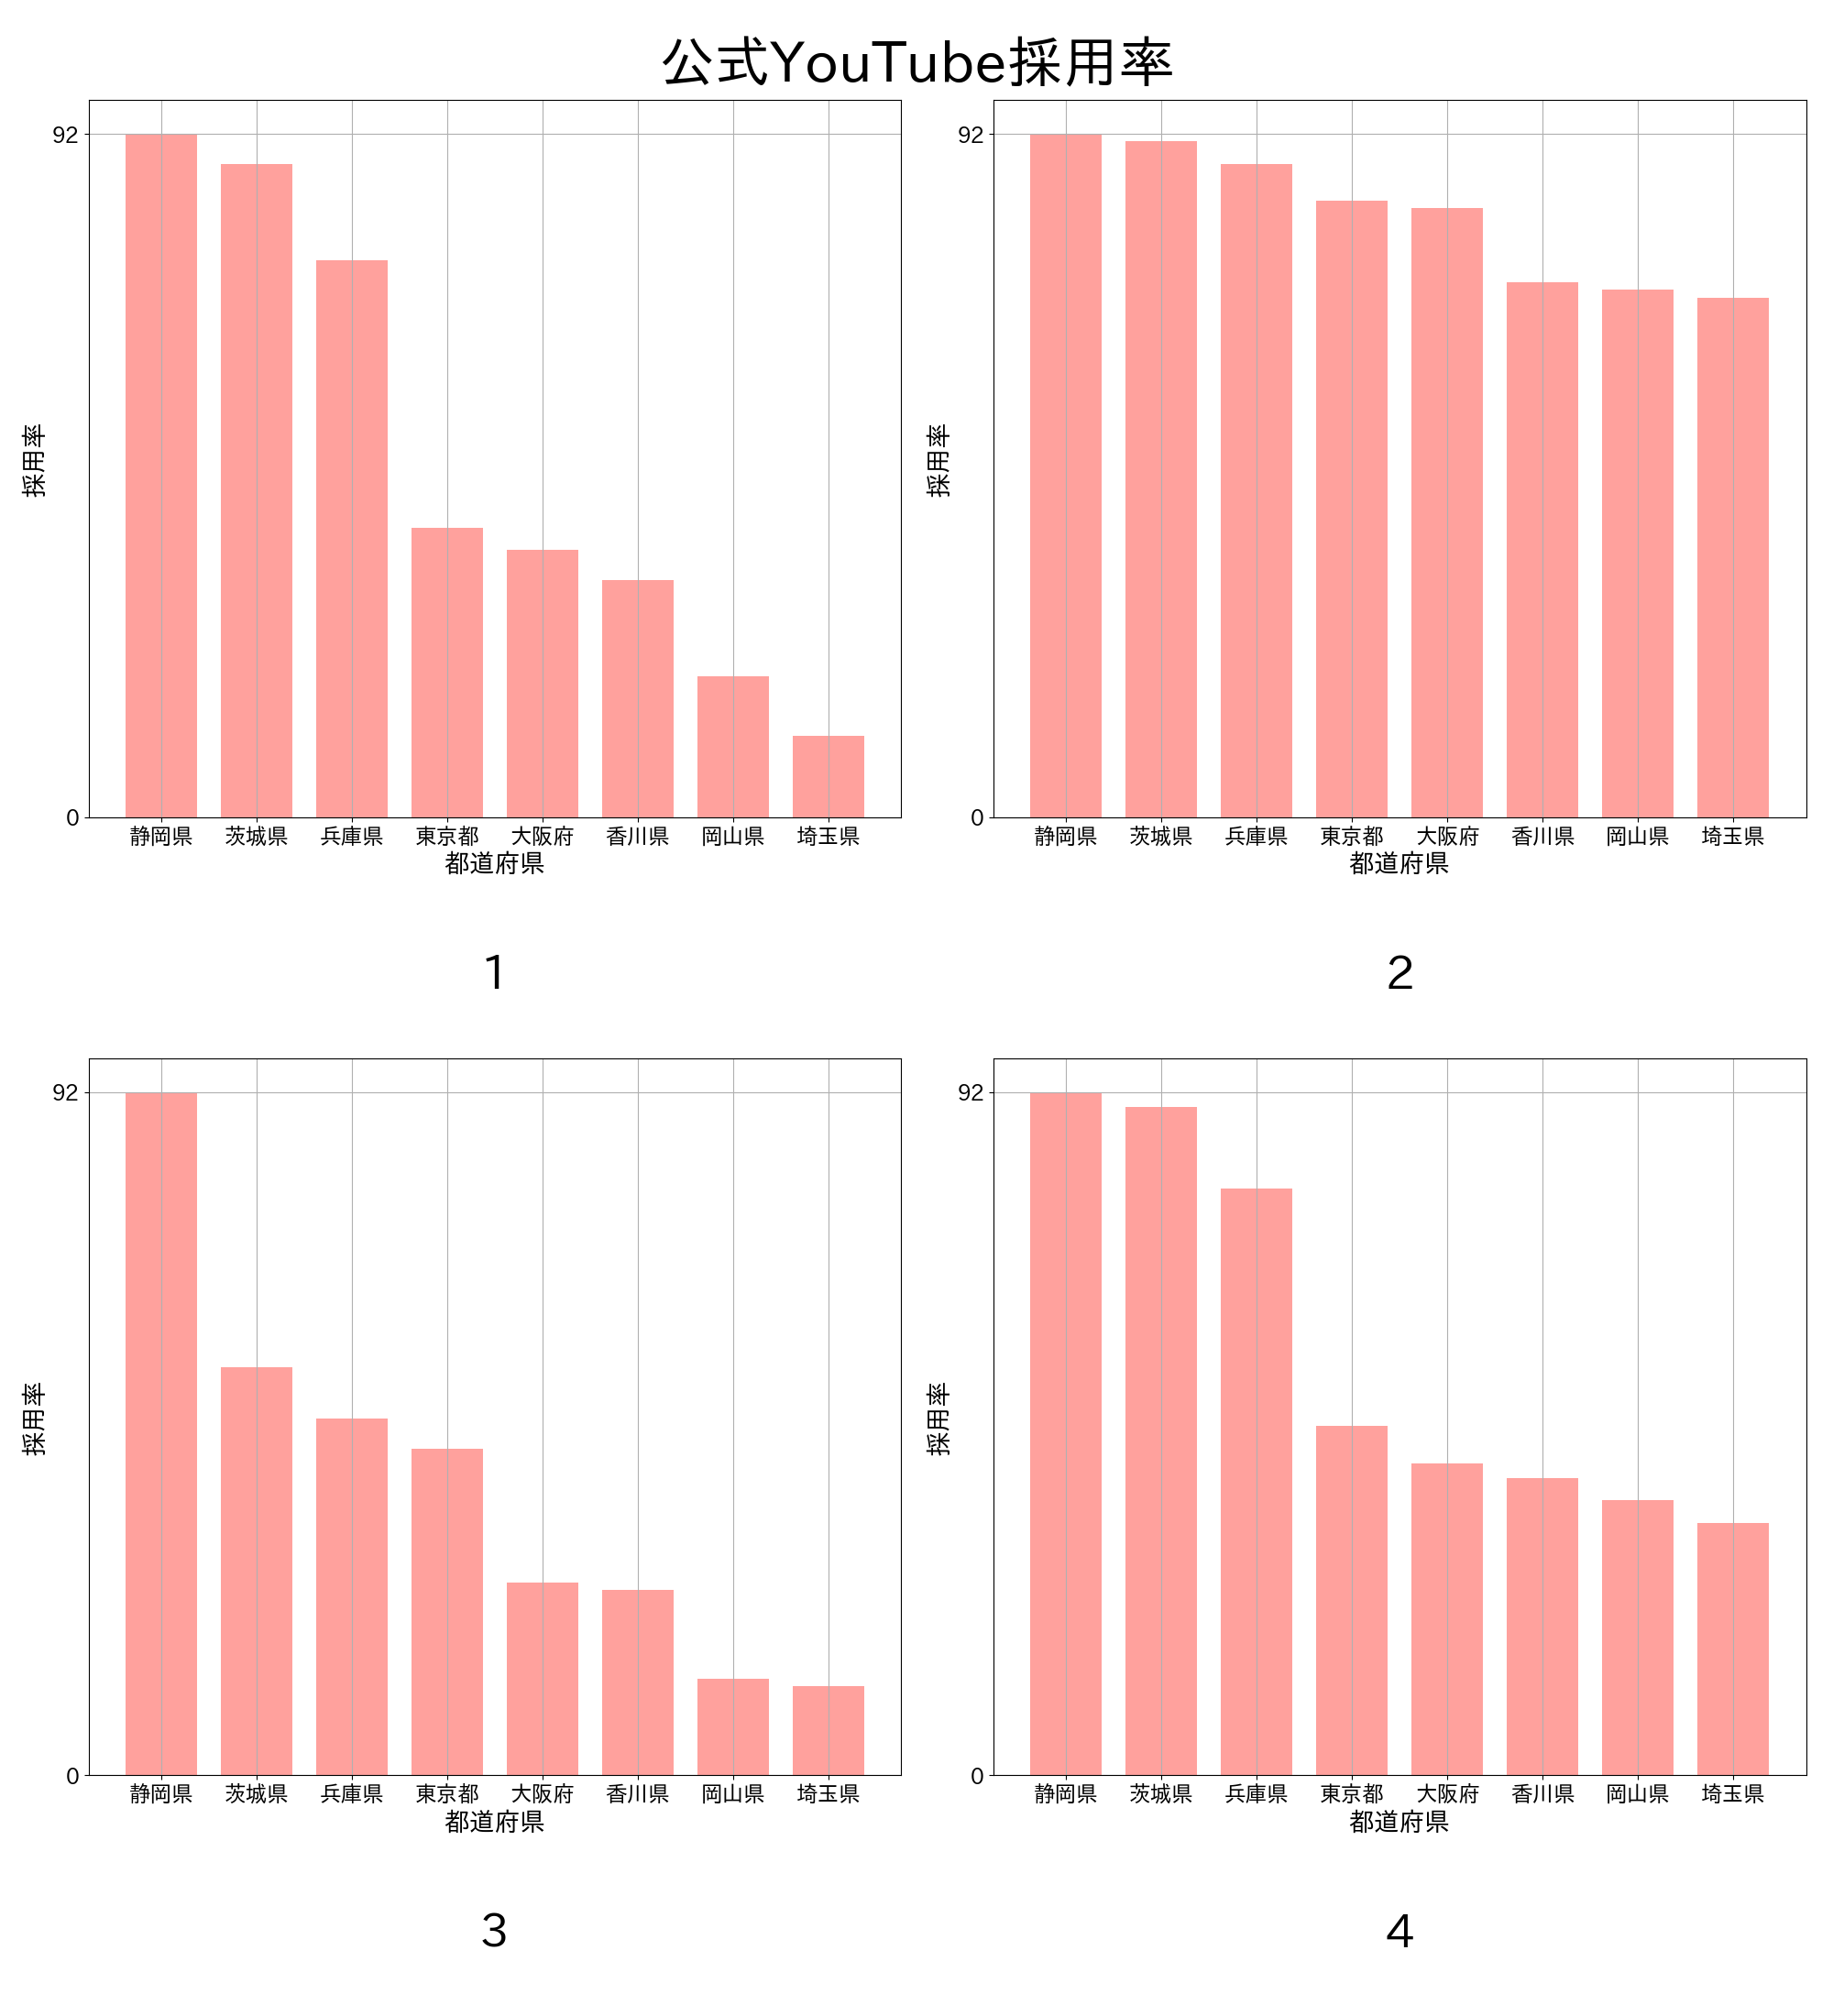 公式YouTube採用率
92
採用率
0
静岡県 茨城県 兵庫県 東京都 大阪府 香川県 岡山県 埼玉県
都道府県
1
92
採用率
0
静岡県 茨城県 兵庫県 東京都 大阪府 香川県 岡山県 埼玉県
都道府県
2
92
採用率
0
静岡県 茨城県 兵庫県 東京都 大阪府 香川県 岡山県 埼玉県
都道府県
3
92
採用率
0
静岡県 茨城県 兵庫県 東京都 大阪府 香川県 岡山県 埼玉県
都道府県
4